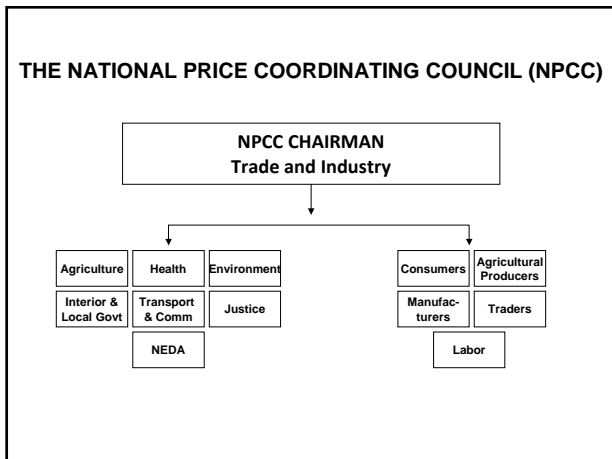 THE NATIONAL PRICE COORDINATING COUNCIL (NPCC)
NPCC CHAIRMAN
Trade and Industry
Agriculture
Health
Environment
Interior &
Local Govt
Transport
& Comm
Justice
NEDA
Consumers
Agricultural
Producers
Manufac-
turers
Traders
Labor